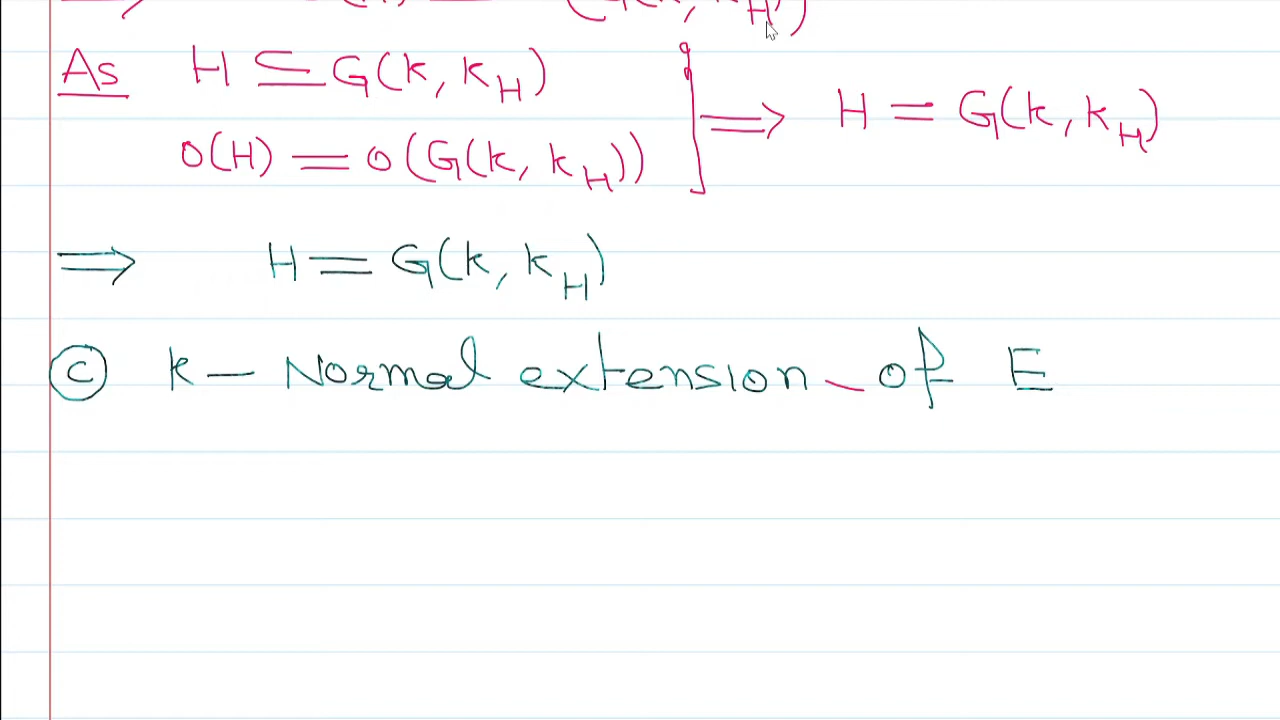 As H ⊆ G(K, K_H)
O(H) = O(G(K, K_H)) ] ⟹ H = G(K, K_H)
⟹ H = G(K, K_H)
(c) K – Normal extension of E